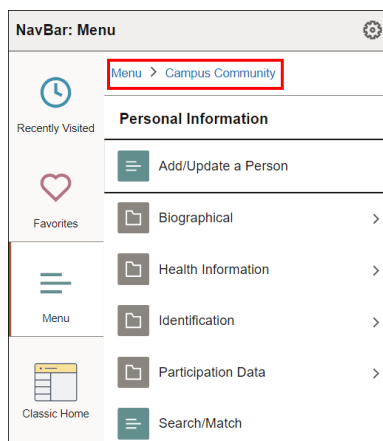 NavBar: Menu
Menu > Campus Community
Recently Visited
Personal Information
Add/Update a Person
Favorites
Biographical
Health Information
Menu
Identification
Participation Data
Classic Home
Search/Match